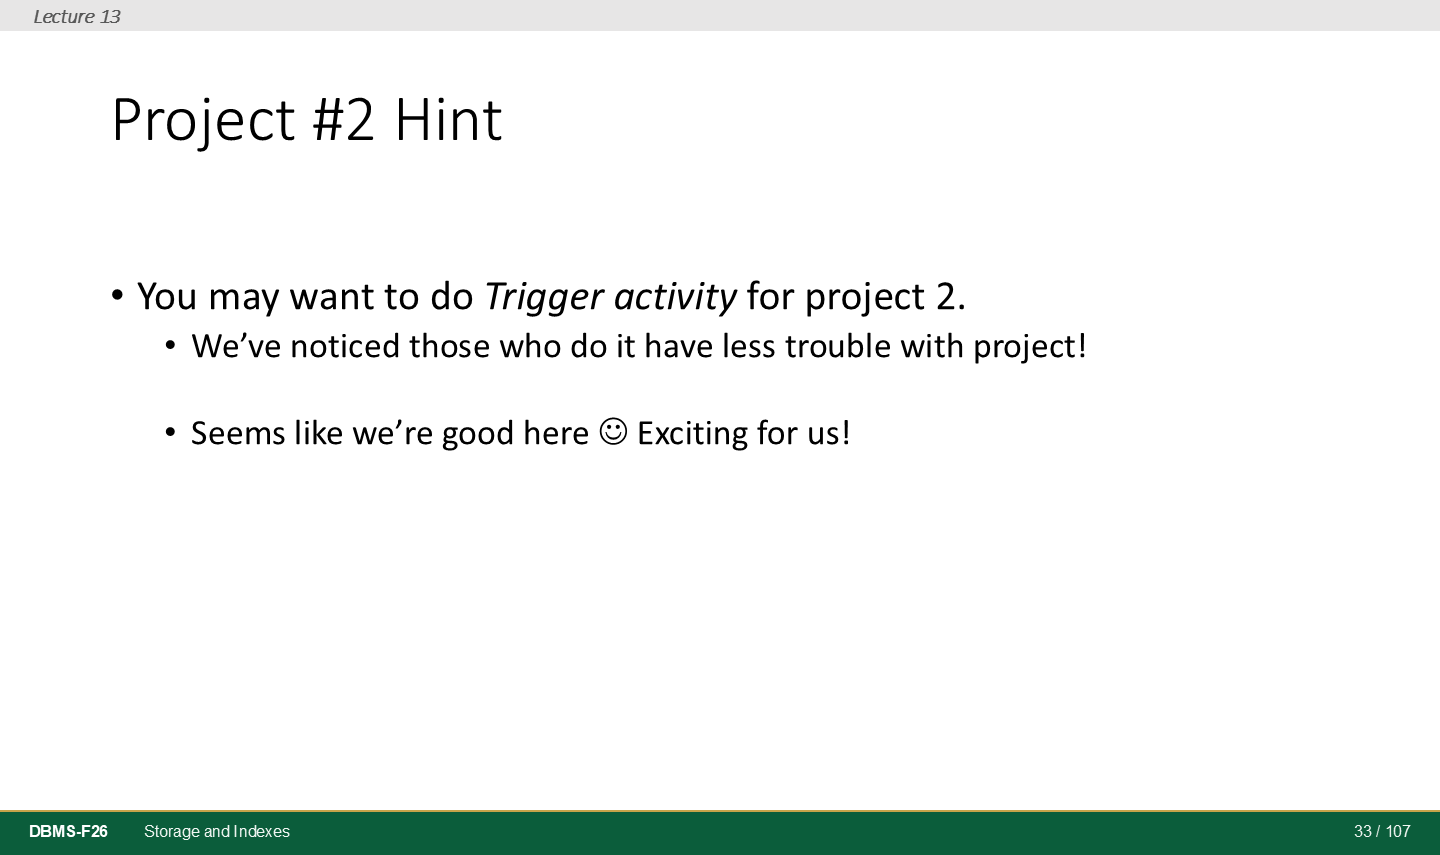 Lecture 13
Project #2 Hint
• You may want to do Trigger activity for project 2.
• We’ve noticed those who do it have less trouble with project!
• Seems like we’re good here ☺ Exciting for us!
DBMS-F26 Storage and Indexes 33 / 107